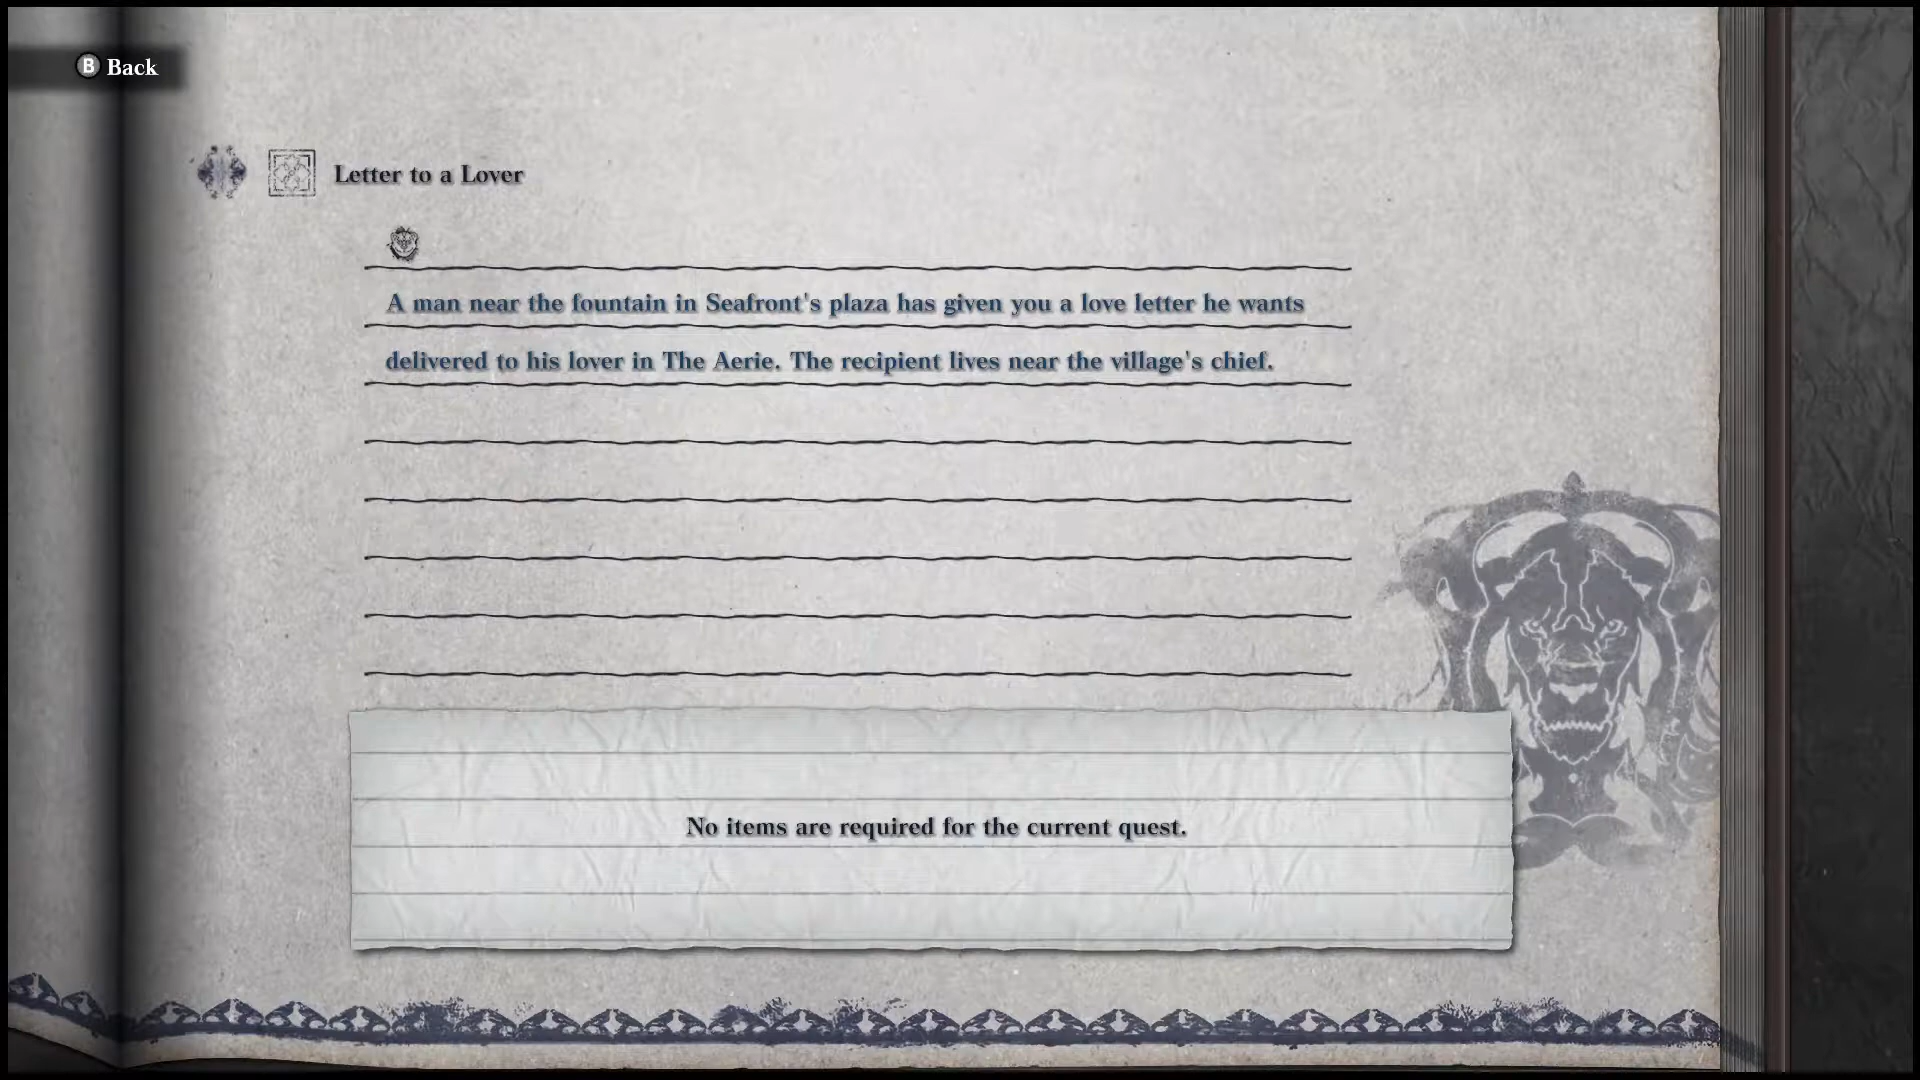 B Back
Letter to a Lover
A man near the fountain in Seafront's plaza has given you a love letter he wants
delivered to his lover in The Aerie. The recipient lives near the village's chief.
No items are required for the current quest.